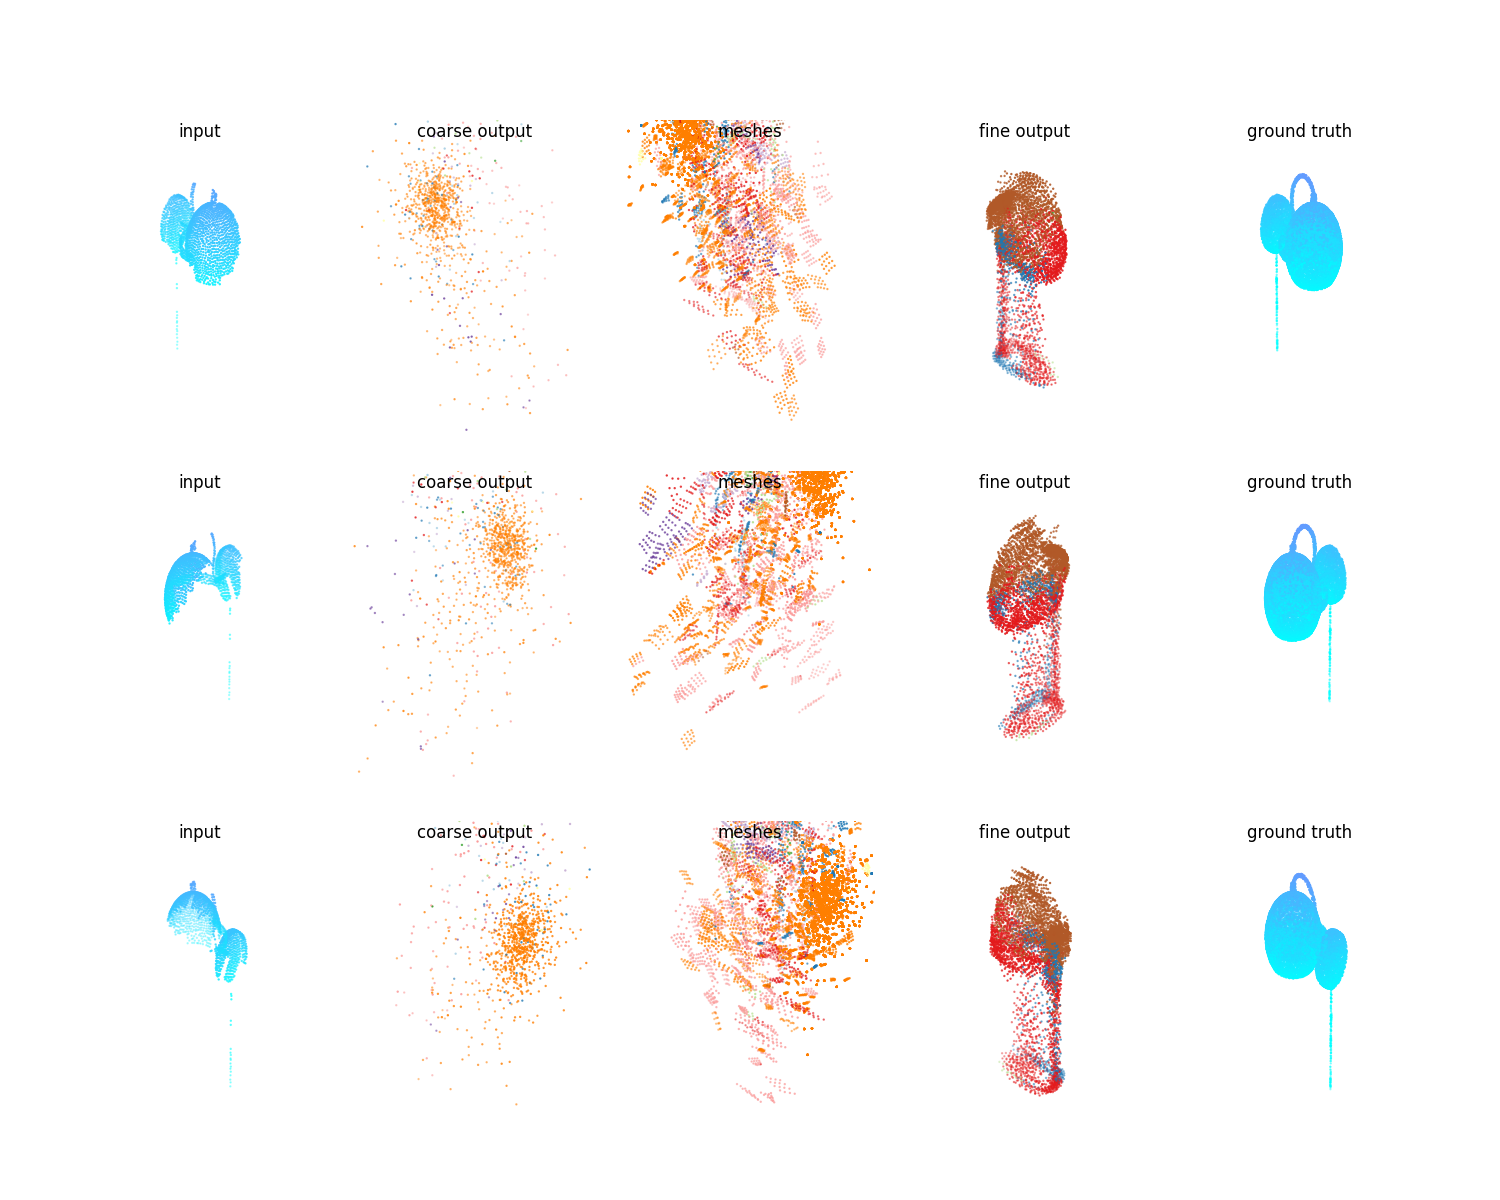 input
coarse output
meshes
fine output
ground truth
input
coarse output
meshes
fine output
ground truth
input
coarse output
meshes
fine output
ground truth